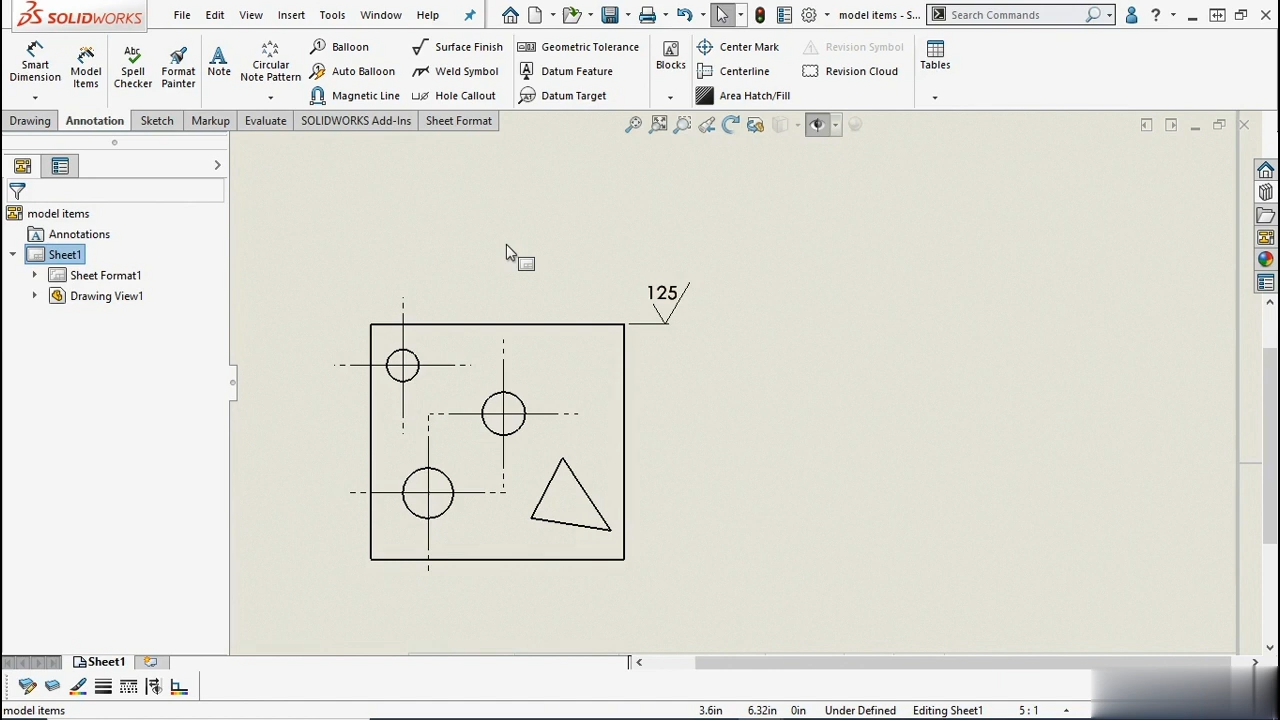 SOLIDWORKS
File Edit View Insert Tools Window Help
model items - S...
Search Commands
?
Smart Dimension
Model Items
Abc
Spell Checker
Format Painter
Note
Circular Note Pattern
Balloon
Auto Balloon
Magnetic Line
Surface Finish
Weld Symbol
Hole Callout
Geometric Tolerance
Datum Feature
Datum Target
Blocks
Center Mark
Centerline
Area Hatch/Fill
Revision Symbol
Revision Cloud
Tables
Drawing Annotation Sketch Markup Evaluate SOLIDWORKS Add-Ins Sheet Format
model items
Annotations
Sheet1
Sheet Format1
Drawing View1
125
Sheet1
model items 3.6in 6.32in 0in Under Defined Editing Sheet1 5 : 1